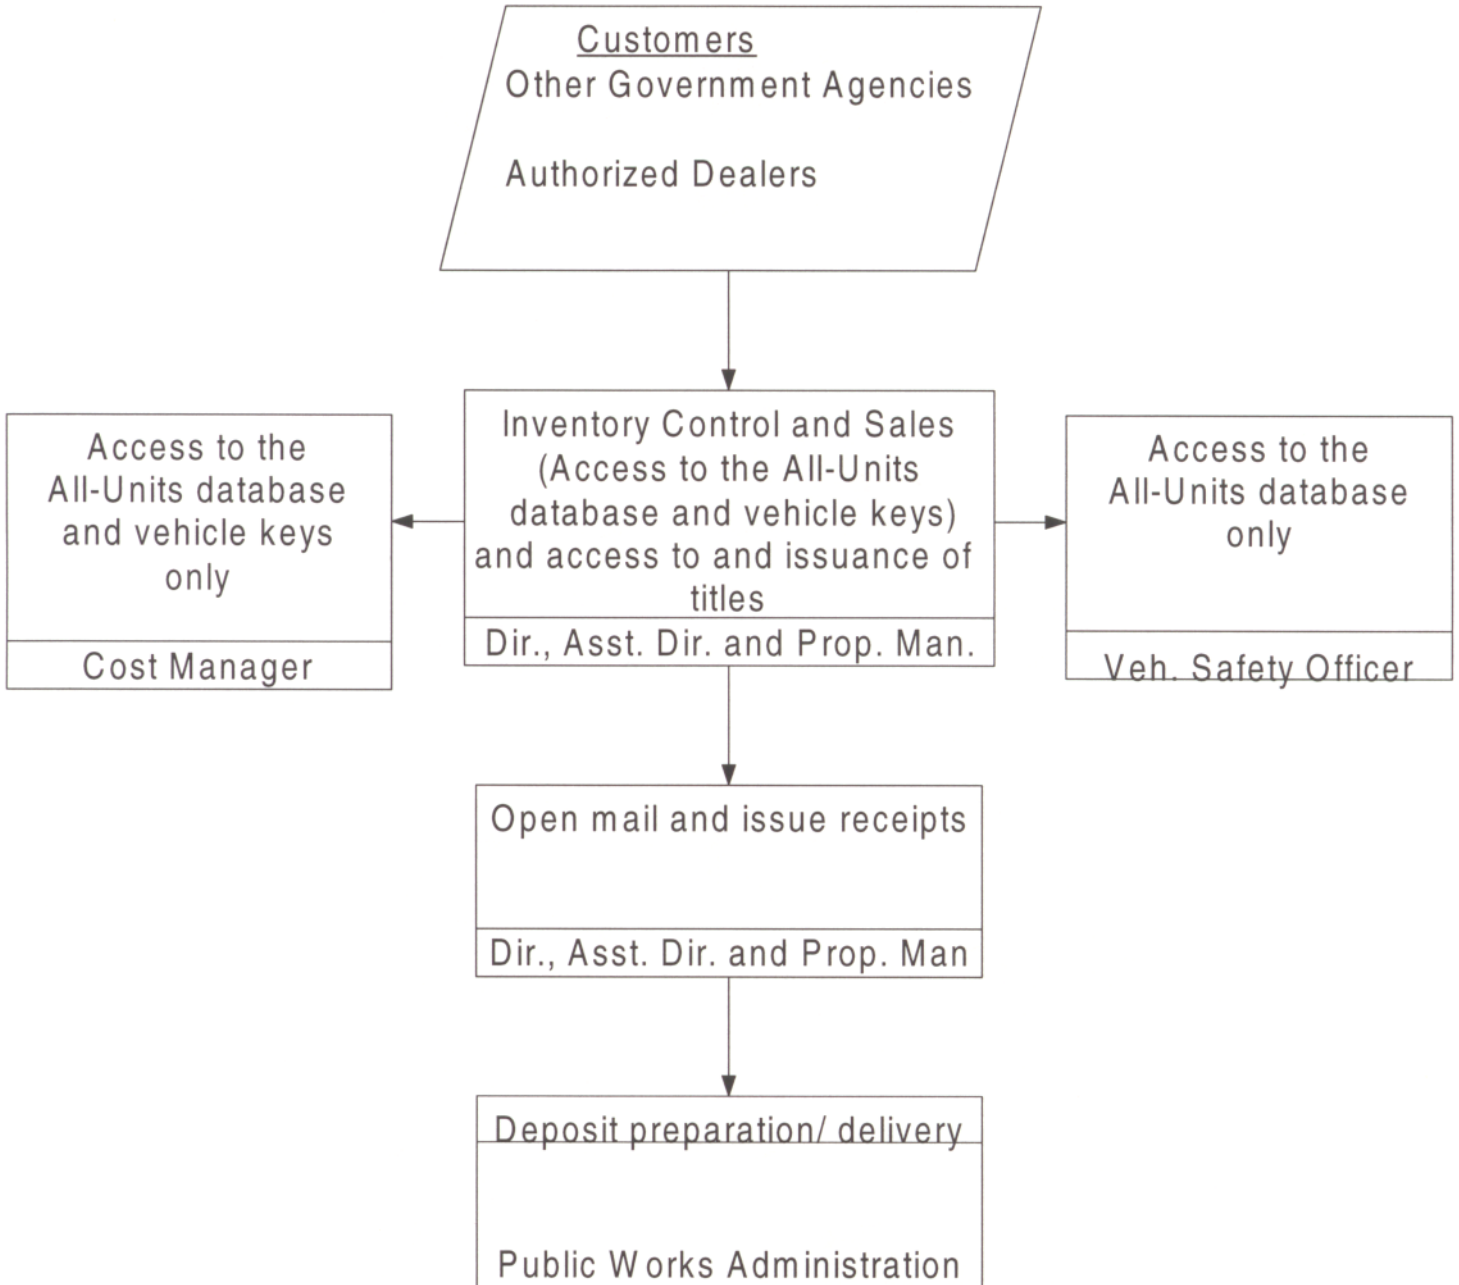 Customers
Other Government Agencies
Authorized Dealers
Inventory Control and Sales
(Access to the All-Units
database and vehicle keys)
and access to and issuance of
titles
Dir., Asst. Dir. and Prop. Man.
Access to the
All-Units database
and vehicle keys
only
Cost Manager
Access to the
All-Units database
only
Veh. Safety Officer
Open mail and issue receipts
Dir., Asst. Dir. and Prop. Man
Deposit preparation/ delivery
Public Works Administration